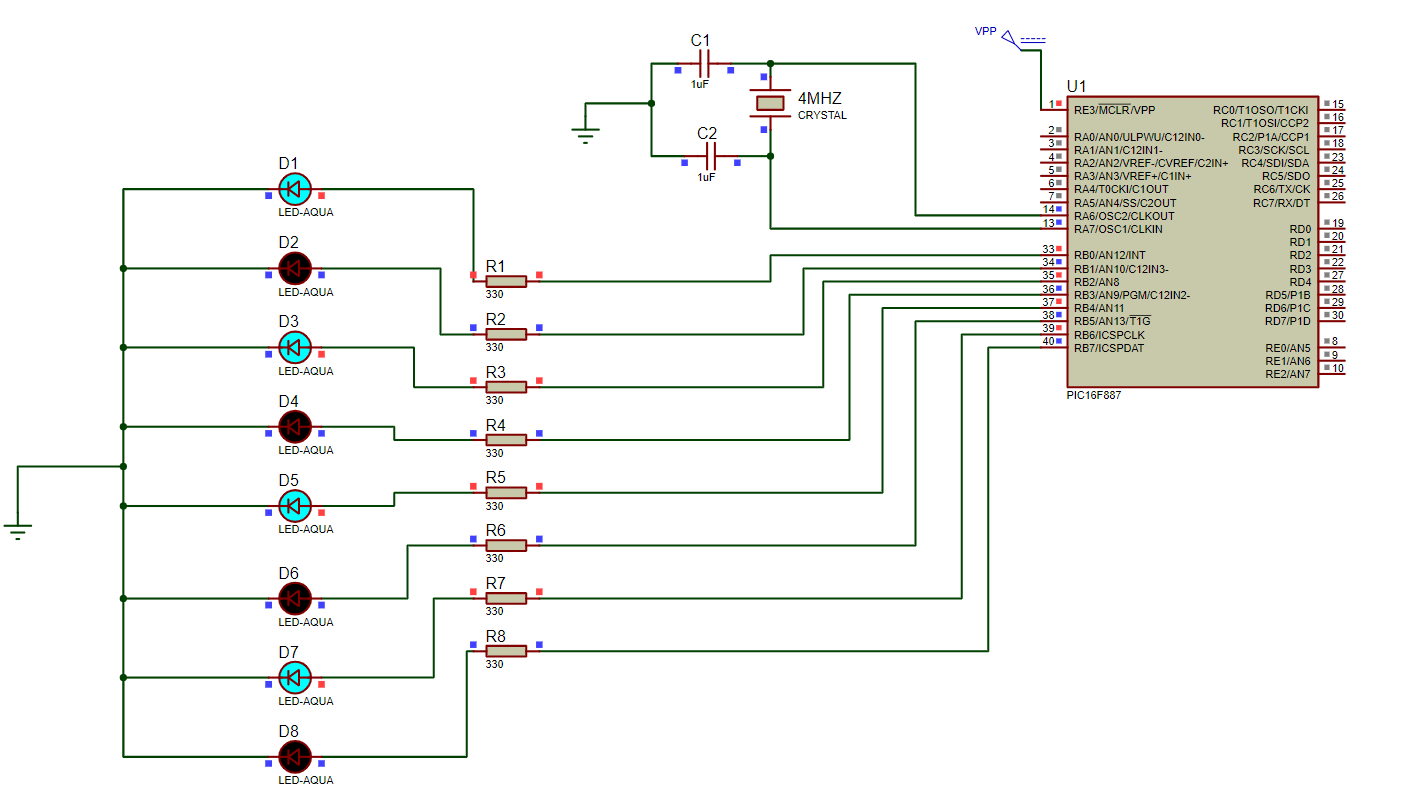 VPP
C1
1uF
4MHZ
CRYSTAL
C2
1uF
D1
LED-AQUA
D2
LED-AQUA
D3
LED-AQUA
D4
LED-AQUA
D5
LED-AQUA
D6
LED-AQUA
D7
LED-AQUA
D8
LED-AQUA
R1
330
R2
330
R3
330
R4
330
R5
330
R6
330
R7
330
R8
330
U1
1 RE3/MCLR/VPP RC0/T1OSO/T1CKI 15
RC1/T1OSI/CCP2 16
2 RA0/AN0/ULPWU/C12IN0- RC2/P1A/CCP1 17
3 RA1/AN1/C12IN1- RC3/SCK/SCL 18
4 RA2/AN2/VREF-/CVREF/C2IN+ RC4/SDI/SDA 23
5 RA3/AN3/VREF+/C1IN+ RC5/SDO 24
6 RA4/T0CKI/C1OUT RC6/TX/CK 25
7 RA5/AN4/SS/C2OUT RC7/RX/DT 26
14 RA6/OSC2/CLKOUT
13 RA7/OSC1/CLKIN RD0 19
RD1 20
33 RB0/AN12/INT RD2 21
34 RB1/AN10/C12IN3- RD3 22
35 RB2/AN8 RD4 27
36 RB3/AN9/PGM/C12IN2- RD5/P1B 28
37 RB4/AN11 RD6/P1C 29
38 RB5/AN13/T1G RD7/P1D 30
39 RB6/ICSPCLK
40 RB7/ICSPDAT RE0/AN5 8
RE1/AN6 9
RE2/AN7 10
PIC16F887